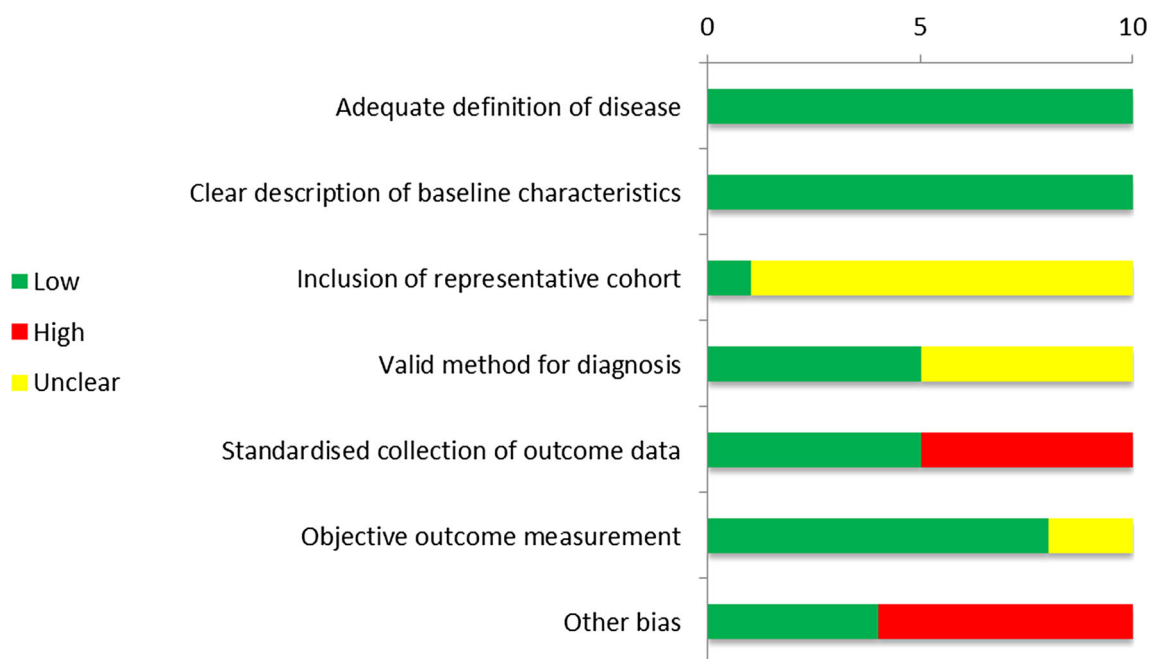 0 5 10
Adequate definition of disease
Clear description of baseline characteristics
Inclusion of representative cohort
Valid method for diagnosis
Standardised collection of outcome data
Objective outcome measurement
Other bias
Low
High
Unclear